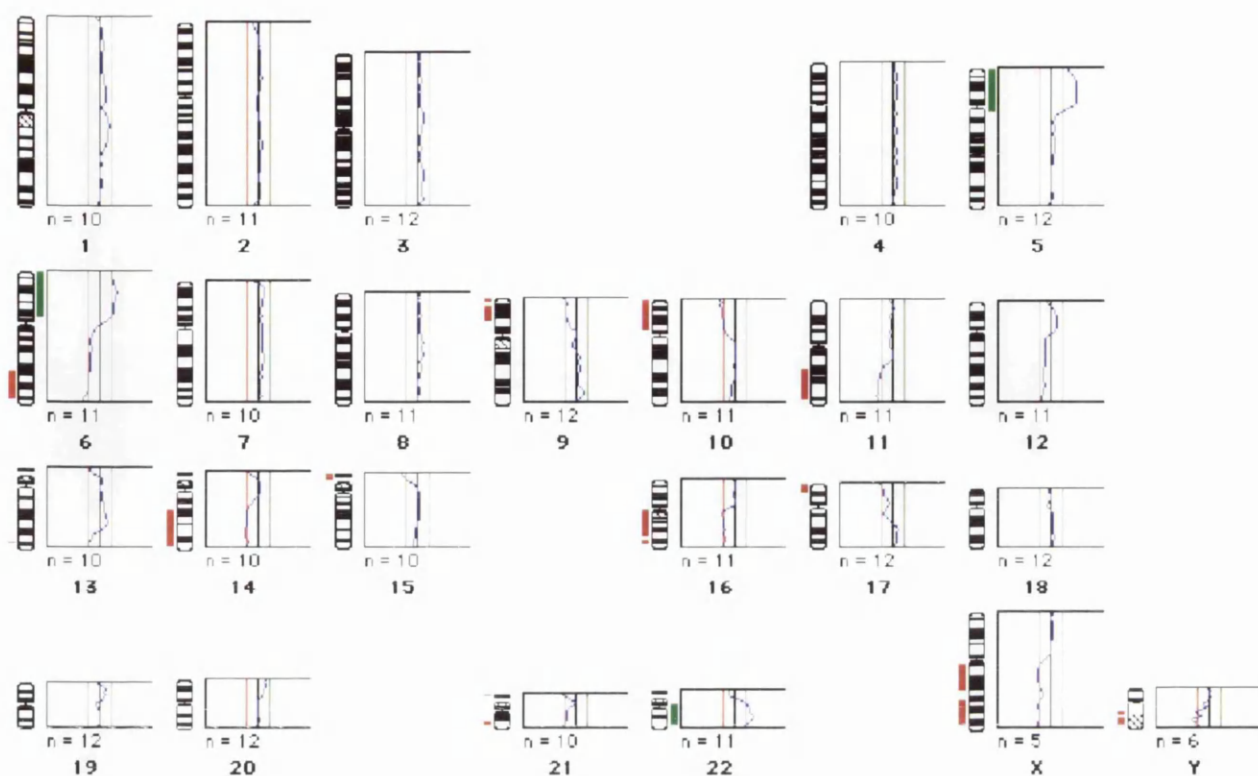 n = 10
n = 11
n = 12
n = 10
n = 12
1
2
3
4
5
n = 11
n = 10
n = 11
n = 12
n = 11
n = 11
n = 11
6
7
8
9
10
11
12
n = 10
n = 10
n = 10
n = 11
n = 12
n = 12
13
14
15
16
17
18
n = 12
n = 12
n = 10
n = 11
n = 5
n = 6
19
20
21
22
X
Y